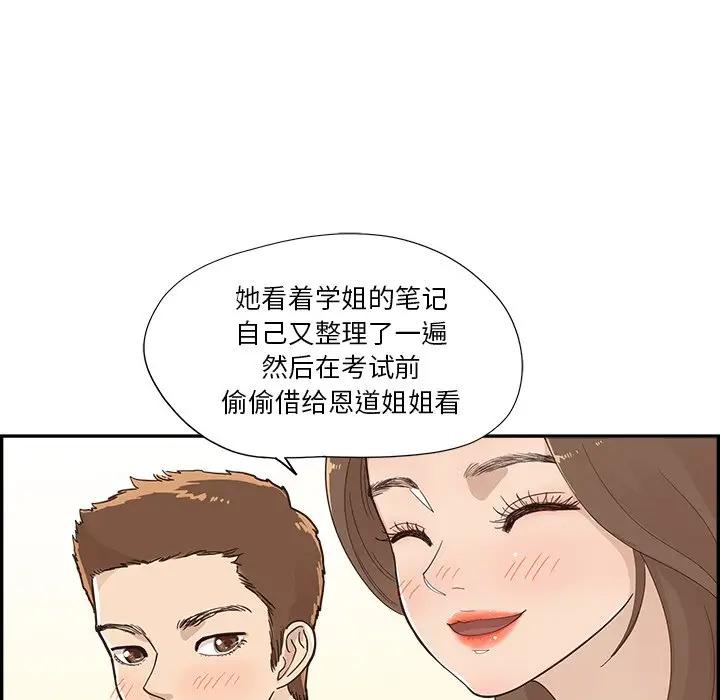 她看着学姐的笔记
自己又整理了一遍
然后在考试前
偷偷借给恩道姐姐看